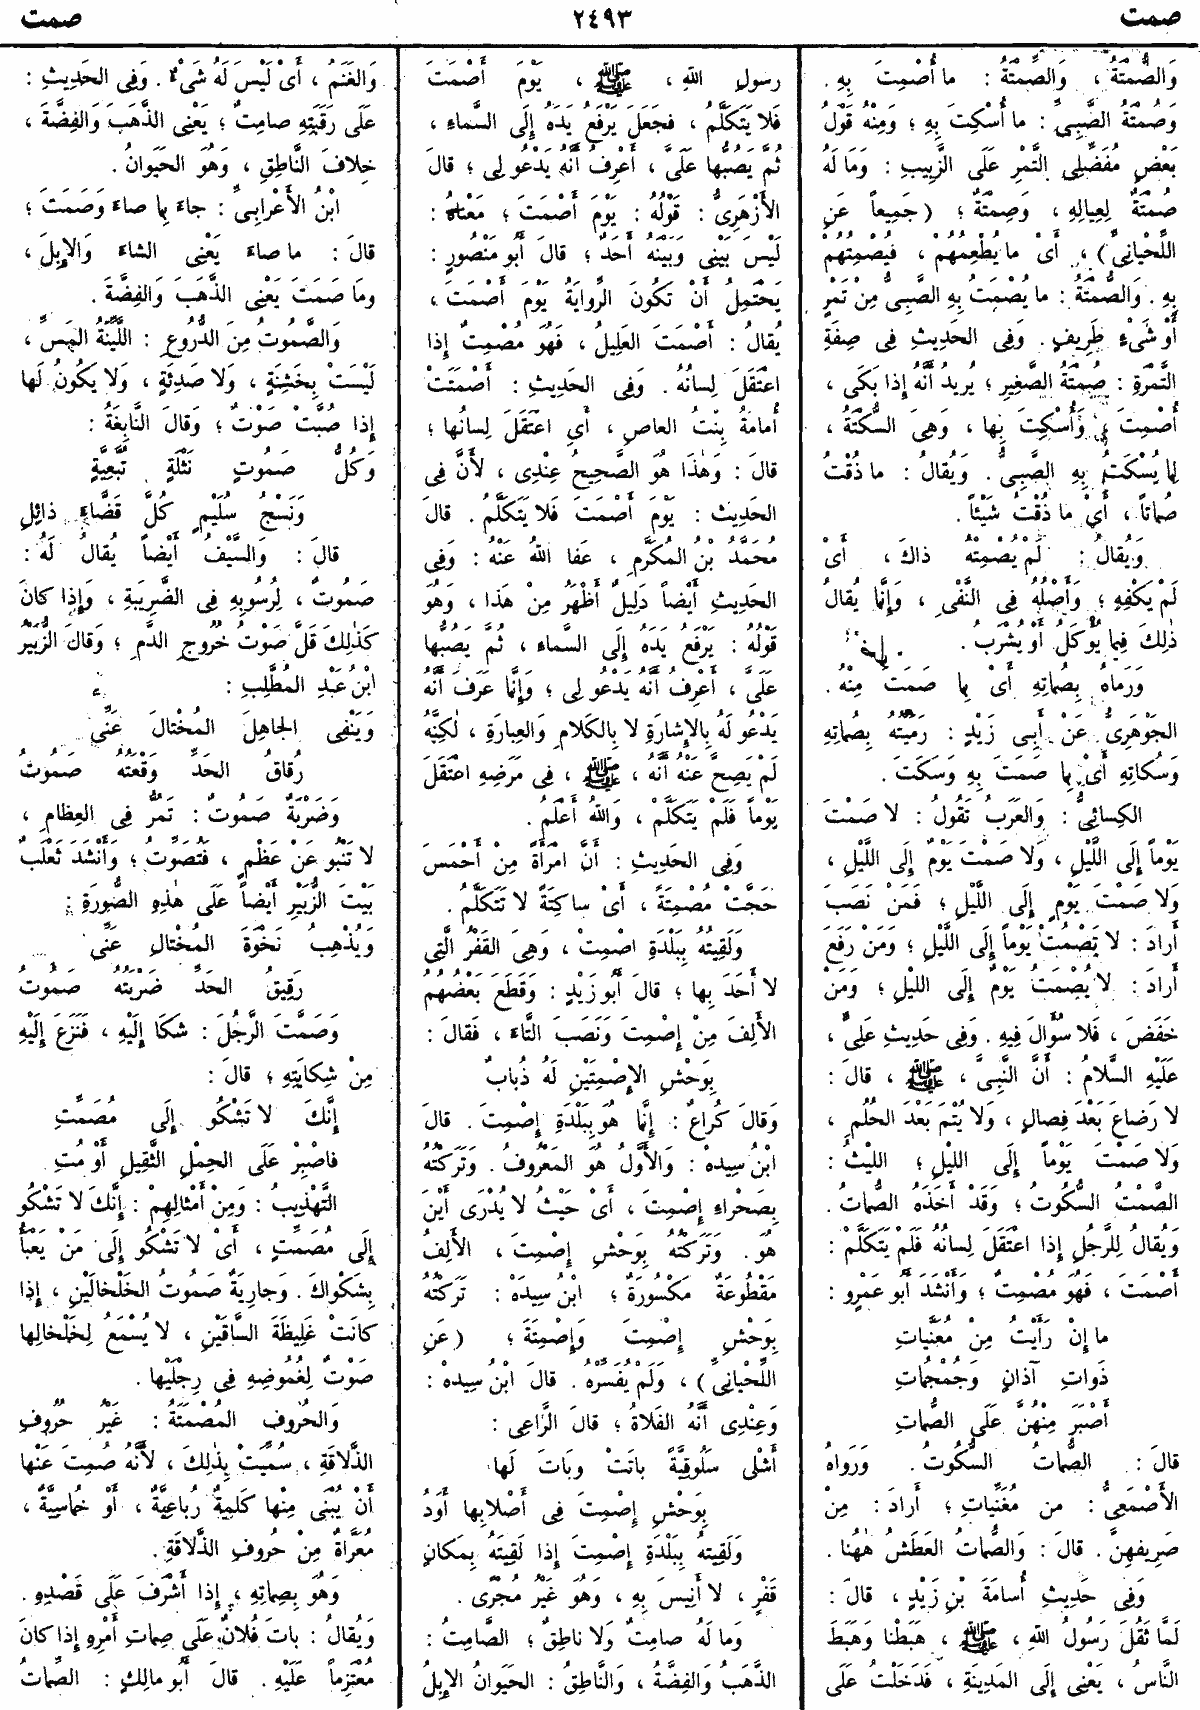 صمت
٢٤٩٣
صمت
وَالصُّمْتَةُ ، وَالصِّمْتَةُ : ما أُصْمِتَ بِهِ .
وَصُمْتَةُ الصَّبِىِّ : ما أُسْكِتَ بِهِ ؛ وَمِنْهُ قَوْلُ
بَعْضِ مُفَضِّلِى التَّمْرِ عَلَى الزَّبِيبِ : وَمَا لَهُ
صُمْتَةٌ لِعِيالِهِ ، وَصِمْتَةٌ ؛ (جَمِيعاً عَنِ
اللِّحْيانِىِّ) ، أَىْ ما يُطْعِمُهُمْ ، فَيُصْمِتُهُمْ
بِهِ . وَالصُّمْتَةُ : ما يُصْمَتُ بِهِ الصَّبِىُّ مِنْ تَمْرٍ
أَوْ شَىْءٍ طَرِيفٍ . وَفِى الحَدِيثِ فِى صِفَةِ
التَّمْرَةِ : صُمْتَةُ الصَّغِيرِ ؛ يُرِيدُ أَنَّهُ إِذا بَكَى ،
أُصْمِتَ ، وَأُسْكِتَ بِها ، وَهِىَ السُّكْتَةُ ،
لِما يُسْكَتُ بِهِ الصَّبِىُّ . وَيُقالُ : ما ذُقْتُ
صُماتاً ، أَىْ ما ذُقْتُ شَيْئاً .
وَيُقالُ : لَمْ يُصْمِتْهُ ذاكَ ، أَىْ
لَمْ يَكْفِهِ ؛ وَأَصْلُهُ فِى النَّفْىِ ، وَإِنَّما يُقالُ
ذٰلِكَ فِيما يُؤْكَلُ أَوْ يُشْرَبُ .
وَرَماهُ بِصُماتِهِ أَىْ بِما صَمَتَ مِنْهُ .
الجَوْهَرِىُّ عَنْ أَبِى زَيْدٍ : رَمَيْتُهُ بِصُماتِهِ
وَسُكاتِهِ أَىْ بِما صَمَتَ بِهِ وَسَكَتَ .
الكِسائِىُّ : وَالعَرَبُ تَقُولُ : لا صَمْتَ
يَوْماً إِلَى اللَّيْلِ ، وَلا صَمْتَ يَوْمٌ إِلَى اللَّيْلِ ،
وَلا صَمْتَ يَوْمٍ إِلَى اللَّيْلِ ؛ فَمَنْ نَصَبَ
أَرادَ : لا تَصْمُتْ يَوْماً إِلَى اللَّيْلِ ؛ وَمَنْ رَفَعَ
أَرادَ : لا يُصْمَتُ يَوْمٌ إِلَى اللَّيْلِ ؛ وَمَنْ
خَفَضَ ، فَلا سُؤَالَ فِيهِ . وَفِى حَدِيثِ عَلِىٍّ ،
عَلَيْهِ السَّلامُ : أَنَّ النَّبِىَّ ، ﷺ ، قالَ :
لا رَضاعَ بَعْدَ فِصالٍ ، وَلا يُتْمَ بَعْدَ الحُلُمِ ،
وَلا صَمْتَ يَوْماً إِلَى اللَّيْلِ ؛ اللَّيْثُ :
الصَّمْتُ السُّكُوتُ ؛ وَقَدْ أَخَذَهُ الصُّماتُ .
وَيُقالُ لِلرَّجُلِ إِذا اعْتَقَلَ لِسانُهُ فَلَمْ يَتَكَلَّمْ :
أَصْمَتَ ، فَهُوَ مُصْمِتٌ ؛ وَأَنْشَدَ أَبُو عَمْرٍو :
ما إِنْ رَأَيْتُ مِنْ مُعَنَّياتِ
ذَواتِ آذانٍ وَجُمْجُماتِ
أَصْبَرَ مِنْهُنَّ عَلَى الصُّماتِ
قالَ : الصُّماتُ السُّكُوتُ . وَرَواهُ
الأَصْمَعِىُّ : من مُغَنِّياتٍ ؛ أَرادَ : مِنْ
صَرِيفِهِنَّ . قالَ : وَالصُّماتُ العَطَشُ هٰهُنا .
وَفِى حَدِيثِ أُسامَةَ بْنِ زَيْدٍ ، قالَ :
لَمَّا ثَقُلَ رَسُولُ اللهِ ، ﷺ ، هَبَطْنا وَهَبَطَ
النَّاسُ ، يَعْنِى إِلَى المَدِينَةِ ، فَدَخَلْتُ عَلَى
رَسُولِ اللهِ ، ﷺ ، يَوْمَ أَصْمَتَ
فَلا يَتَكَلَّمُ ، فَجَعَلَ يَرْفَعُ يَدَهُ إِلَى السَّماءِ ،
ثُمَّ يَصُبُّها عَلَىَّ ، أَعْرِفُ أَنَّهُ يَدْعُو لِى ؛ قالَ
الأَزْهَرِىُّ : قَوْلُهُ : يَوْمَ أَصْمَتَ ؛ مَعْناهُ :
لَيْسَ بَيْنِى وَبَيْنَهُ أَحَدٌ ؛ قالَ أَبُو مَنْصُورٍ :
يَحْتَمِلُ أَنْ تَكُونَ الرِّوايَةُ يَوْمَ أَصْمَتَ ،
يُقالُ : أَصْمَتَ العَلِيلُ ، فَهُوَ مُصْمِتٌ إِذا
اعْتَقَلَ لِسانُهُ . وَفِى الحَدِيثِ : أَصْمَتَتْ
أُمامَةُ بِنْتُ العاصِ ، أَىِ اعْتَقَلَ لِسانُها ؛
قالَ : وَهٰذا هُوَ الصَّحِيحُ عِنْدِى ، لأَنَّ فِى
الحَدِيثِ : يَوْمَ أَصْمَتَ فَلا يَتَكَلَّمُ . قالَ
مُحَمَّدُ بْنُ المُكَرَّمِ ، عَفا اللهُ عَنْهُ : وَفِى
الحَدِيثِ أَيْضاً دَلِيلٌ أَظْهَرُ مِنْ هَذا ، وَهُوَ
قَوْلُهُ : يَرْفَعُ يَدَهُ إِلَى السَّماءِ ، ثُمَّ يَصُبُّها
عَلَىَّ ، أَعْرِفُ أَنَّهُ يَدْعُو لِى ؛ وَإِنَّما عَرَفَ أَنَّهُ
يَدْعُو لَهُ بِالإِشارَةِ لا بِالكَلامِ وَالعِبارَةِ ، لٰكِنَّهُ
لَمْ يَصِحَّ عَنْهُ أَنَّهُ ، ﷺ ، فِى مَرَضِهِ اعْتَقَلَ
يَوْماً فَلَمْ يَتَكَلَّمْ ، وَاللهُ أَعْلَمُ .
وَفِى الحَدِيثِ : أَنَّ امْرَأَةً مِنْ أَحْمَسَ
حَجَّتْ مُصْمِتَةً ، أَىْ ساكِتَةً لا تَتَكَلَّمُ .
وَلَقِيتُهُ بِبَلْدَةِ اصْمِتْ ، وَهِىَ القَفْرُ الَّتِى
لا أَحَدَ بِها ؛ قالَ أَبُو زَيْدٍ : وَقَطَعَ بَعْضُهُمُ
الأَلِفَ مِنْ إِصْمِتَ وَنَصَبَ التَّاءَ ، فَقالَ :
بِوَحْشِ الإِصْمِتَيْنِ لَهُ ذُبابُ
وَقالَ كُراعٌ : إِنَّما هُوَ بِبَلْدَةِ إِصْمِتَ . قالَ
ابْنُ سِيدهْ : وَالأَوَّلُ هُوَ المَعْرُوفُ . وَتَرَكْتُهُ
بِصَحْراءِ إِصْمِتَ ، أَىْ حَيْثُ لا يُدْرَى أَيْنَ
هُوَ . وَتَرَكْتُهُ بِوَحْشِ إِصْمِتَ ، الأَلِفُ
مَقْطُوعَةٌ مَكْسُورَةٌ ؛ ابْنُ سِيدَهْ : تَرَكْتُهُ
بِوَحْشِ إِصْمِتَ وَإِصْمِتَةَ ؛ (عَنِ
اللِّحْيانِىِّ) ، وَلَمْ يُفَسِّرْهُ . قالَ ابْنُ سِيدهْ :
وَعِنْدِى أَنَّهُ الفَلاةُ ؛ قالَ الرَّاعِى :
أَشْلَى سَلُوقِيَّةً باتَتْ وَباتَ لَها
بِوَحْشِ إِصْمِتَ فِى أَصْلابِها أَوَدُ
وَلَقِيتُهُ بِبَلْدَةِ إِصْمِتَ إِذا لَقِيتَهُ بِمَكانٍ
قَفْرٍ ، لا أَنِيسَ بِهِ ، وَهُوَ غَيْرُ مُجْرًى .
وَما لَهُ صامِتٌ وَلا ناطِقٌ ؛ الصَّامِتُ :
الذَّهَبُ وَالفِضَّةُ ، وَالنَّاطِقُ : الحَيَوَانُ الإِبِلُ
وَالغَنَمُ ، أَىْ لَيْسَ لَهُ شَىْءٌ . وَفِى الحَدِيثِ :
عَلَى رَقَبَتِهِ صامِتٌ ؛ يَعْنِى الذَّهَبَ وَالفِضَّةَ ،
خِلافَ النَّاطِقِ ، وَهُوَ الحَيَوانُ .
ابْنُ الأَعْرابِىِّ : جاءَ بِما صاءَ وَصَمَتَ ؛
قالَ : ما صاءَ يَعْنِى الشاءَ وَالإِبِلَ ،
وَما صَمَتَ يَعْنِى الذَّهَبَ وَالفِضَّةَ .
وَالصَّمُوتُ مِنَ الدُّرُوعِ : اللَّيِّنَةُ المَسِّ ،
لَيْسَتْ بِخَشِنَةٍ ، وَلا صَدِئَةٍ ، وَلا يَكُونُ لَها
إِذا صُبَّتْ صَوْتٌ ؛ وَقالَ النَّابِغَةُ :
وَكُلُّ صَمُوتٍ نَثْلَةٍ تُبَّعِيَّةٍ
وَنَسْجُ سُلَيْمٍ كُلَّ قَضَّاءَ ذائِلِ
قالَ : وَالسَّيْفُ أَيْضاً يُقالُ لَهُ :
صَمُوتٌ ، لِرُسُوبِهِ فِى الضَّرِيبَةِ ، وَإِذا كانَ
كَذٰلِكَ قَلَّ صَوْتُ خُرُوجِ الدَّمِ ؛ وَقالَ الزُّبَيْرُ
ابْنُ عَبْدِ المُطَّلِبِ :
وَيَنْفِى الجاهِلَ المُخْتالَ عَنِّى
رُقاقُ الحَدِّ وَقْعَتُهُ صَمُوتُ
وَضَرْبَةٌ صَمُوتٌ : تَمُرُّ فِى العِظامِ ،
لا تَنْبُو عَنْ عَظْمٍ ، فَتُصَوِّتُ ؛ وَأَنْشَدَ ثَعْلَبٌ
بَيْتَ الزُّبَيْرِ أَيْضاً عَلَى هٰذِهِ الصُّورَةِ :
وَيُذْهِبُ نَخْوَةَ المُخْتالِ عَنِّى
رَقِيقُ الحَدِّ ضَرْبَتُهُ صَمُوتُ
وَصَمَّتَ الرَّجُلَ : شَكَا إِلَيْهِ ، فَنَزَعَ إِلَيْهِ
مِنْ شِكايَتِهِ ؛ قالَ :
إِنَّكَ لا تَشْكُو إِلَى مُصَمِّتِ
فاصْبِرْ عَلَى الحِمْلِ الثَّقِيلِ أَوْ مُتِ
التَّهْذِيبُ : وَمِنْ أَمْثالِهِمْ : إِنَّكَ لا تَشْكُو
إِلَى مُصَمِّتٍ ، أَىْ لا تَشْكُو إِلَى مَنْ يَعْبَأُ
بِشَكْواكَ . وَجارِيَةٌ صَمُوتُ الخَلْخالَيْنِ ، إِذا
كانَتْ غَلِيظَةَ السَّاقَيْنِ ، لا يُسْمَعُ لِخَلْخالِها
صَوْتٌ لِغُمُوضِهِ فِى رِجْلَيْها .
وَالحُرُوفِ المُصْمَتَةُ : غَيْرُ حُرُوفِ
الذَّلاقَةِ ، سُمِّيَتْ بِذٰلِكَ ، لأَنَّهُ صُمِتَ عَنْها
أَنْ يُبْنَى مِنْها كَلِمَةٌ رُباعِيَّةٌ ، أَوْ خُماسِيَّةٌ ،
مُعَرَّاةٌ مِنْ حُروفِ الذَّلاقَةِ .
وَهُوَ بِصِماتِهِ ، إِذا أَشْرَفَ عَلَى قَصْدِهِ .
وَيُقالُ : باتَ فُلانٌ عَلَى صِماتِ أَمْرِهِ إِذا كانَ
مُعْتَزِماً عَلَيْهِ . قالَ أَبُو مالِكٍ : الصِّماتُ